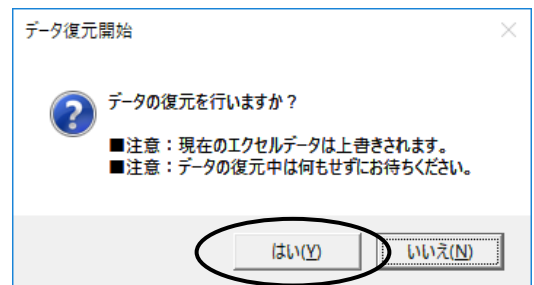 データ復元開始
データの復元を行いますか？
■注意：現在のエクセルデータは上書きされます。
■注意：データの復元中は何もせずにお待ちください。
はい(Y)
いいえ(N)